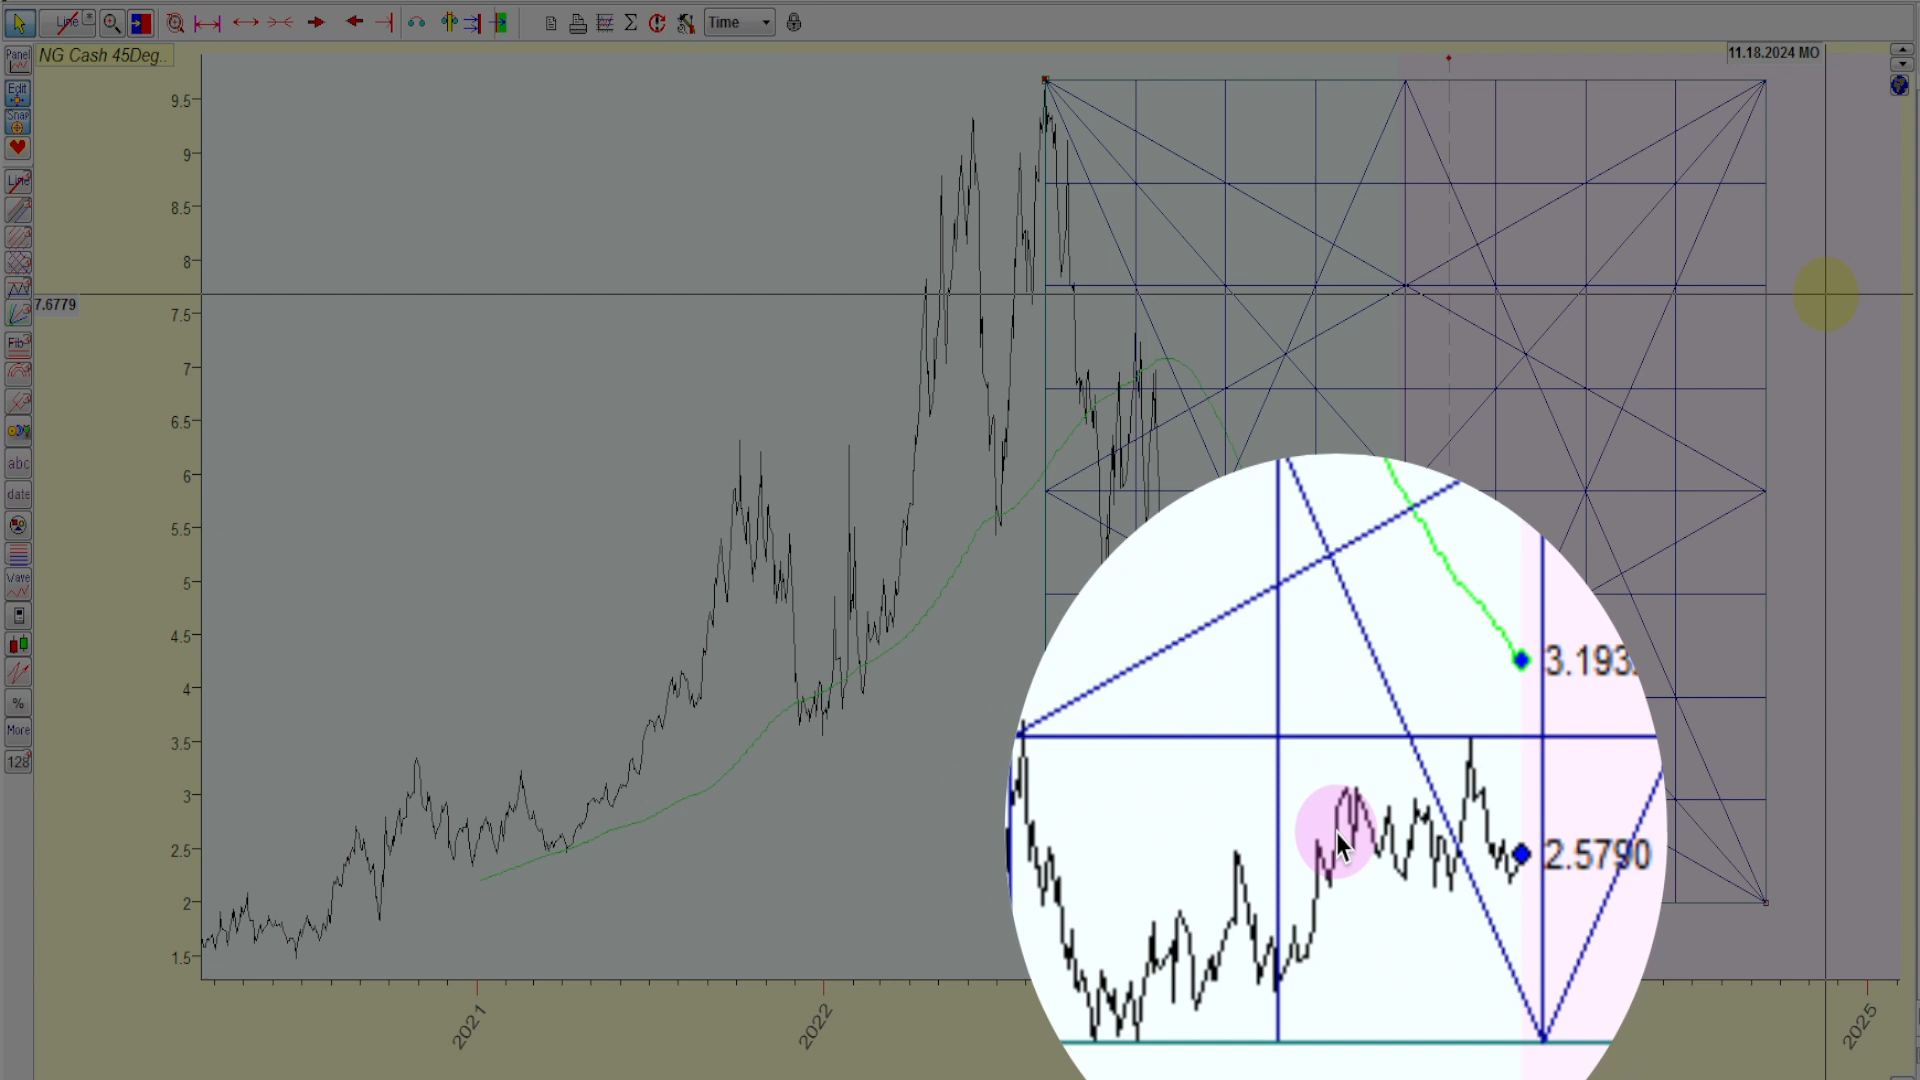 Line
Time
Panel
NG Cash 45Deg..
11.18.2024 MO
Edit
Snap
Line
Fib
abc
date
Wave
%
More
128
9.5
9
8.5
8
7.6779
7.5
7
6.5
6
5.5
5
4.5
4
3.5
3
2.5
2
1.5
3.193
2.5790
2021
2022
2025